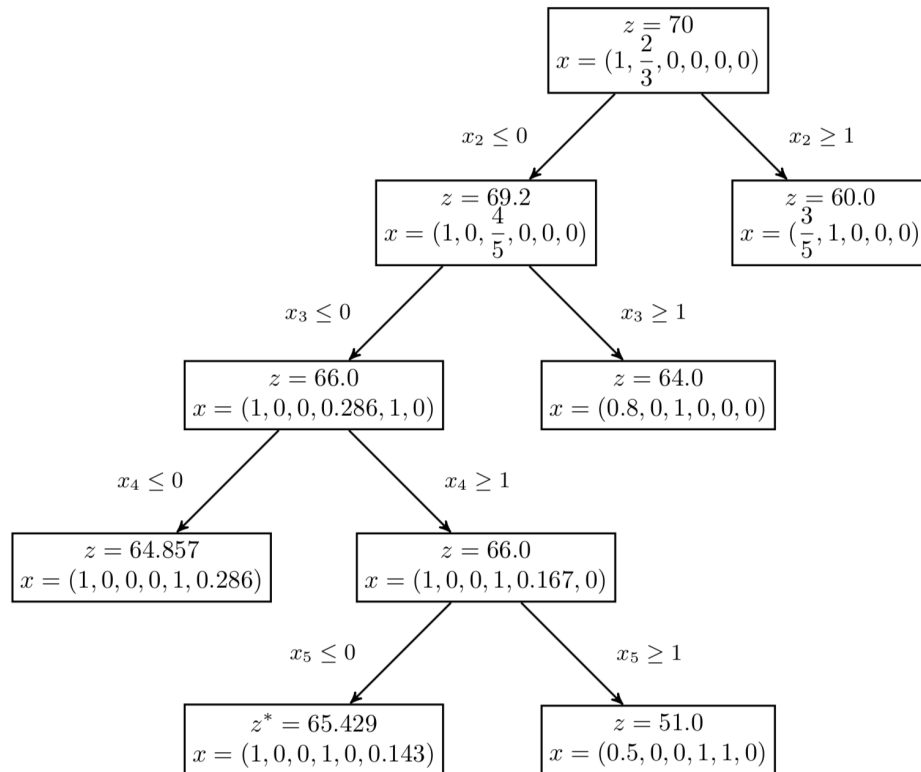 z = 70
x = (1, 2/3, 0, 0, 0, 0)
x₂ ≤ 0
x₂ ≥ 1
z = 69.2
x = (1, 0, 4/5, 0, 0, 0)
z = 60.0
x = (3/5, 1, 0, 0, 0)
x₃ ≤ 0
x₃ ≥ 1
z = 66.0
x = (1, 0, 0, 0.286, 1, 0)
z = 64.0
x = (0.8, 0, 1, 0, 0, 0)
x₄ ≤ 0
x₄ ≥ 1
z = 64.857
x = (1, 0, 0, 0, 1, 0.286)
z = 66.0
x = (1, 0, 0, 1, 0.167, 0)
x₅ ≤ 0
x₅ ≥ 1
z* = 65.429
x = (1, 0, 0, 1, 0, 0.143)
z = 51.0
x = (0.5, 0, 0, 1, 1, 0)